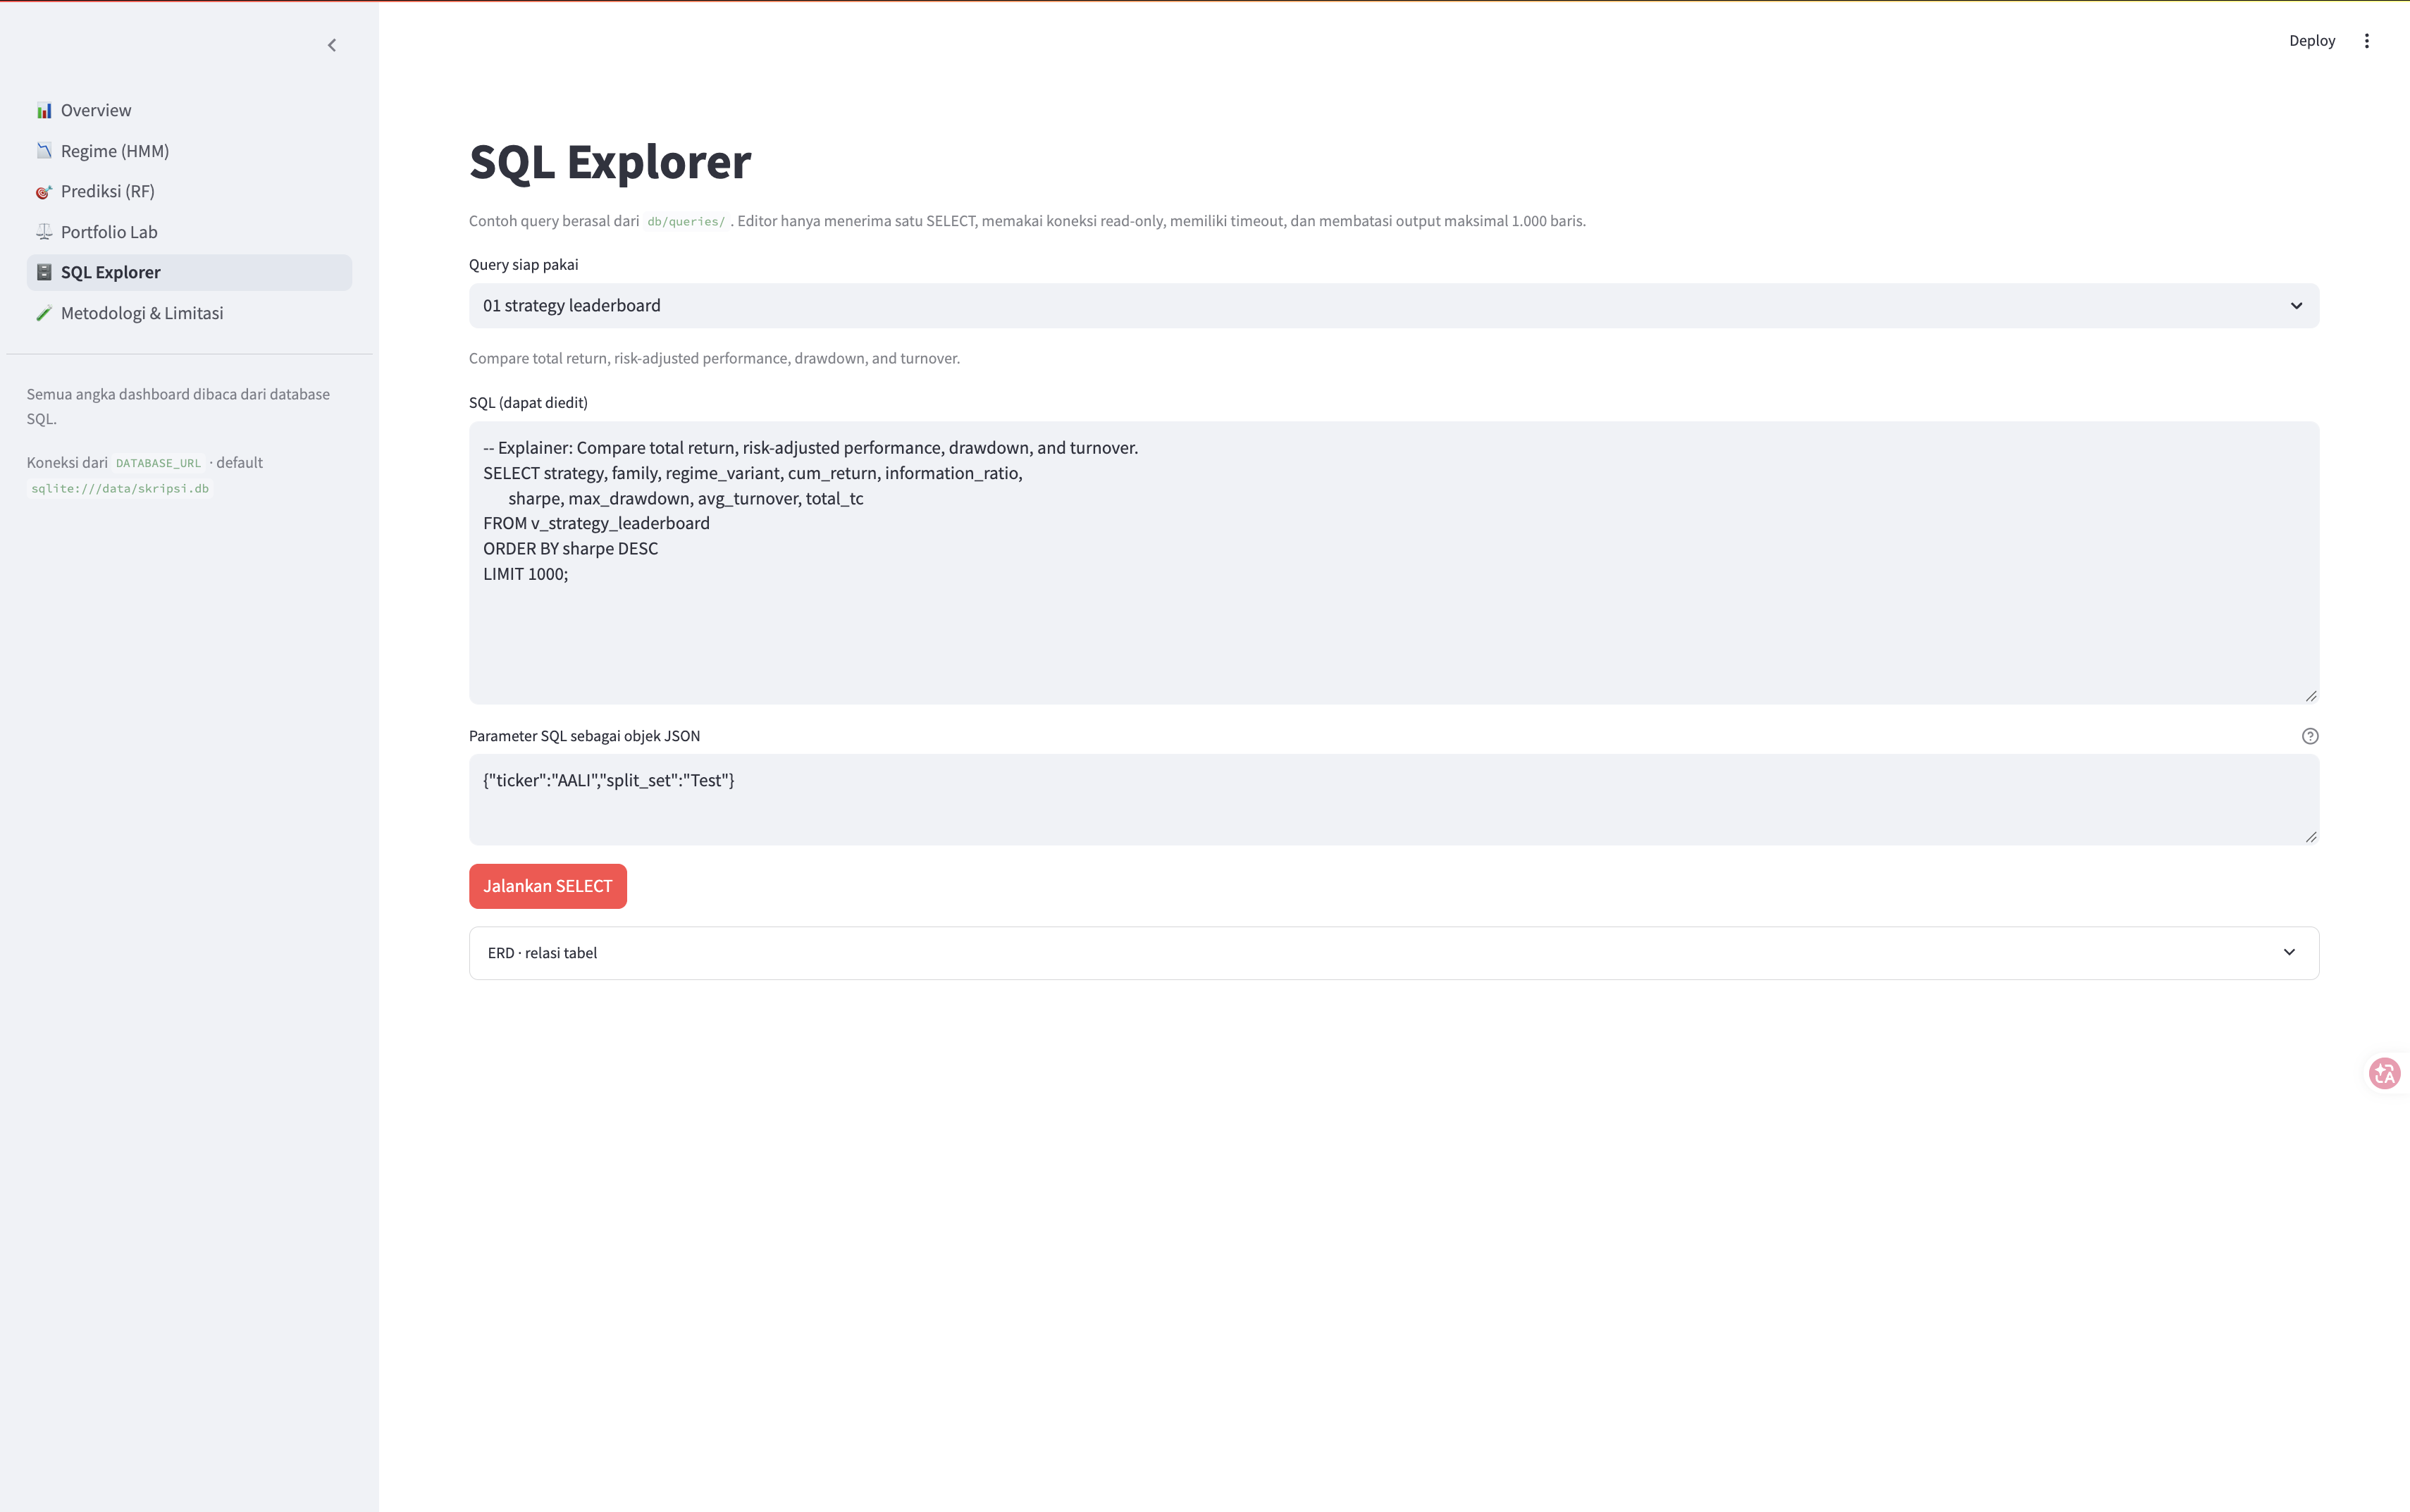 Deploy
Overview
Regime (HMM)
Prediksi (RF)
Portfolio Lab
SQL Explorer
Metodologi & Limitasi
Semua angka dashboard dibaca dari database
SQL.
Koneksi dari DATABASE_URL · default
sqlite:///data/skripsi.db
SQL Explorer
Contoh query berasal dari db/queries/ . Editor hanya menerima satu SELECT, memakai koneksi read-only, memiliki timeout, dan membatasi output maksimal 1.000 baris.
Query siap pakai
01 strategy leaderboard
Compare total return, risk-adjusted performance, drawdown, and turnover.
SQL (dapat diedit)
-- Explainer: Compare total return, risk-adjusted performance, drawdown, and turnover.
SELECT strategy, family, regime_variant, cum_return, information_ratio,
sharpe, max_drawdown, avg_turnover, total_tc
FROM v_strategy_leaderboard
ORDER BY sharpe DESC
LIMIT 1000;
Parameter SQL sebagai objek JSON
{"ticker":"AALI","split_set":"Test"}
Jalankan SELECT
ERD · relasi tabel